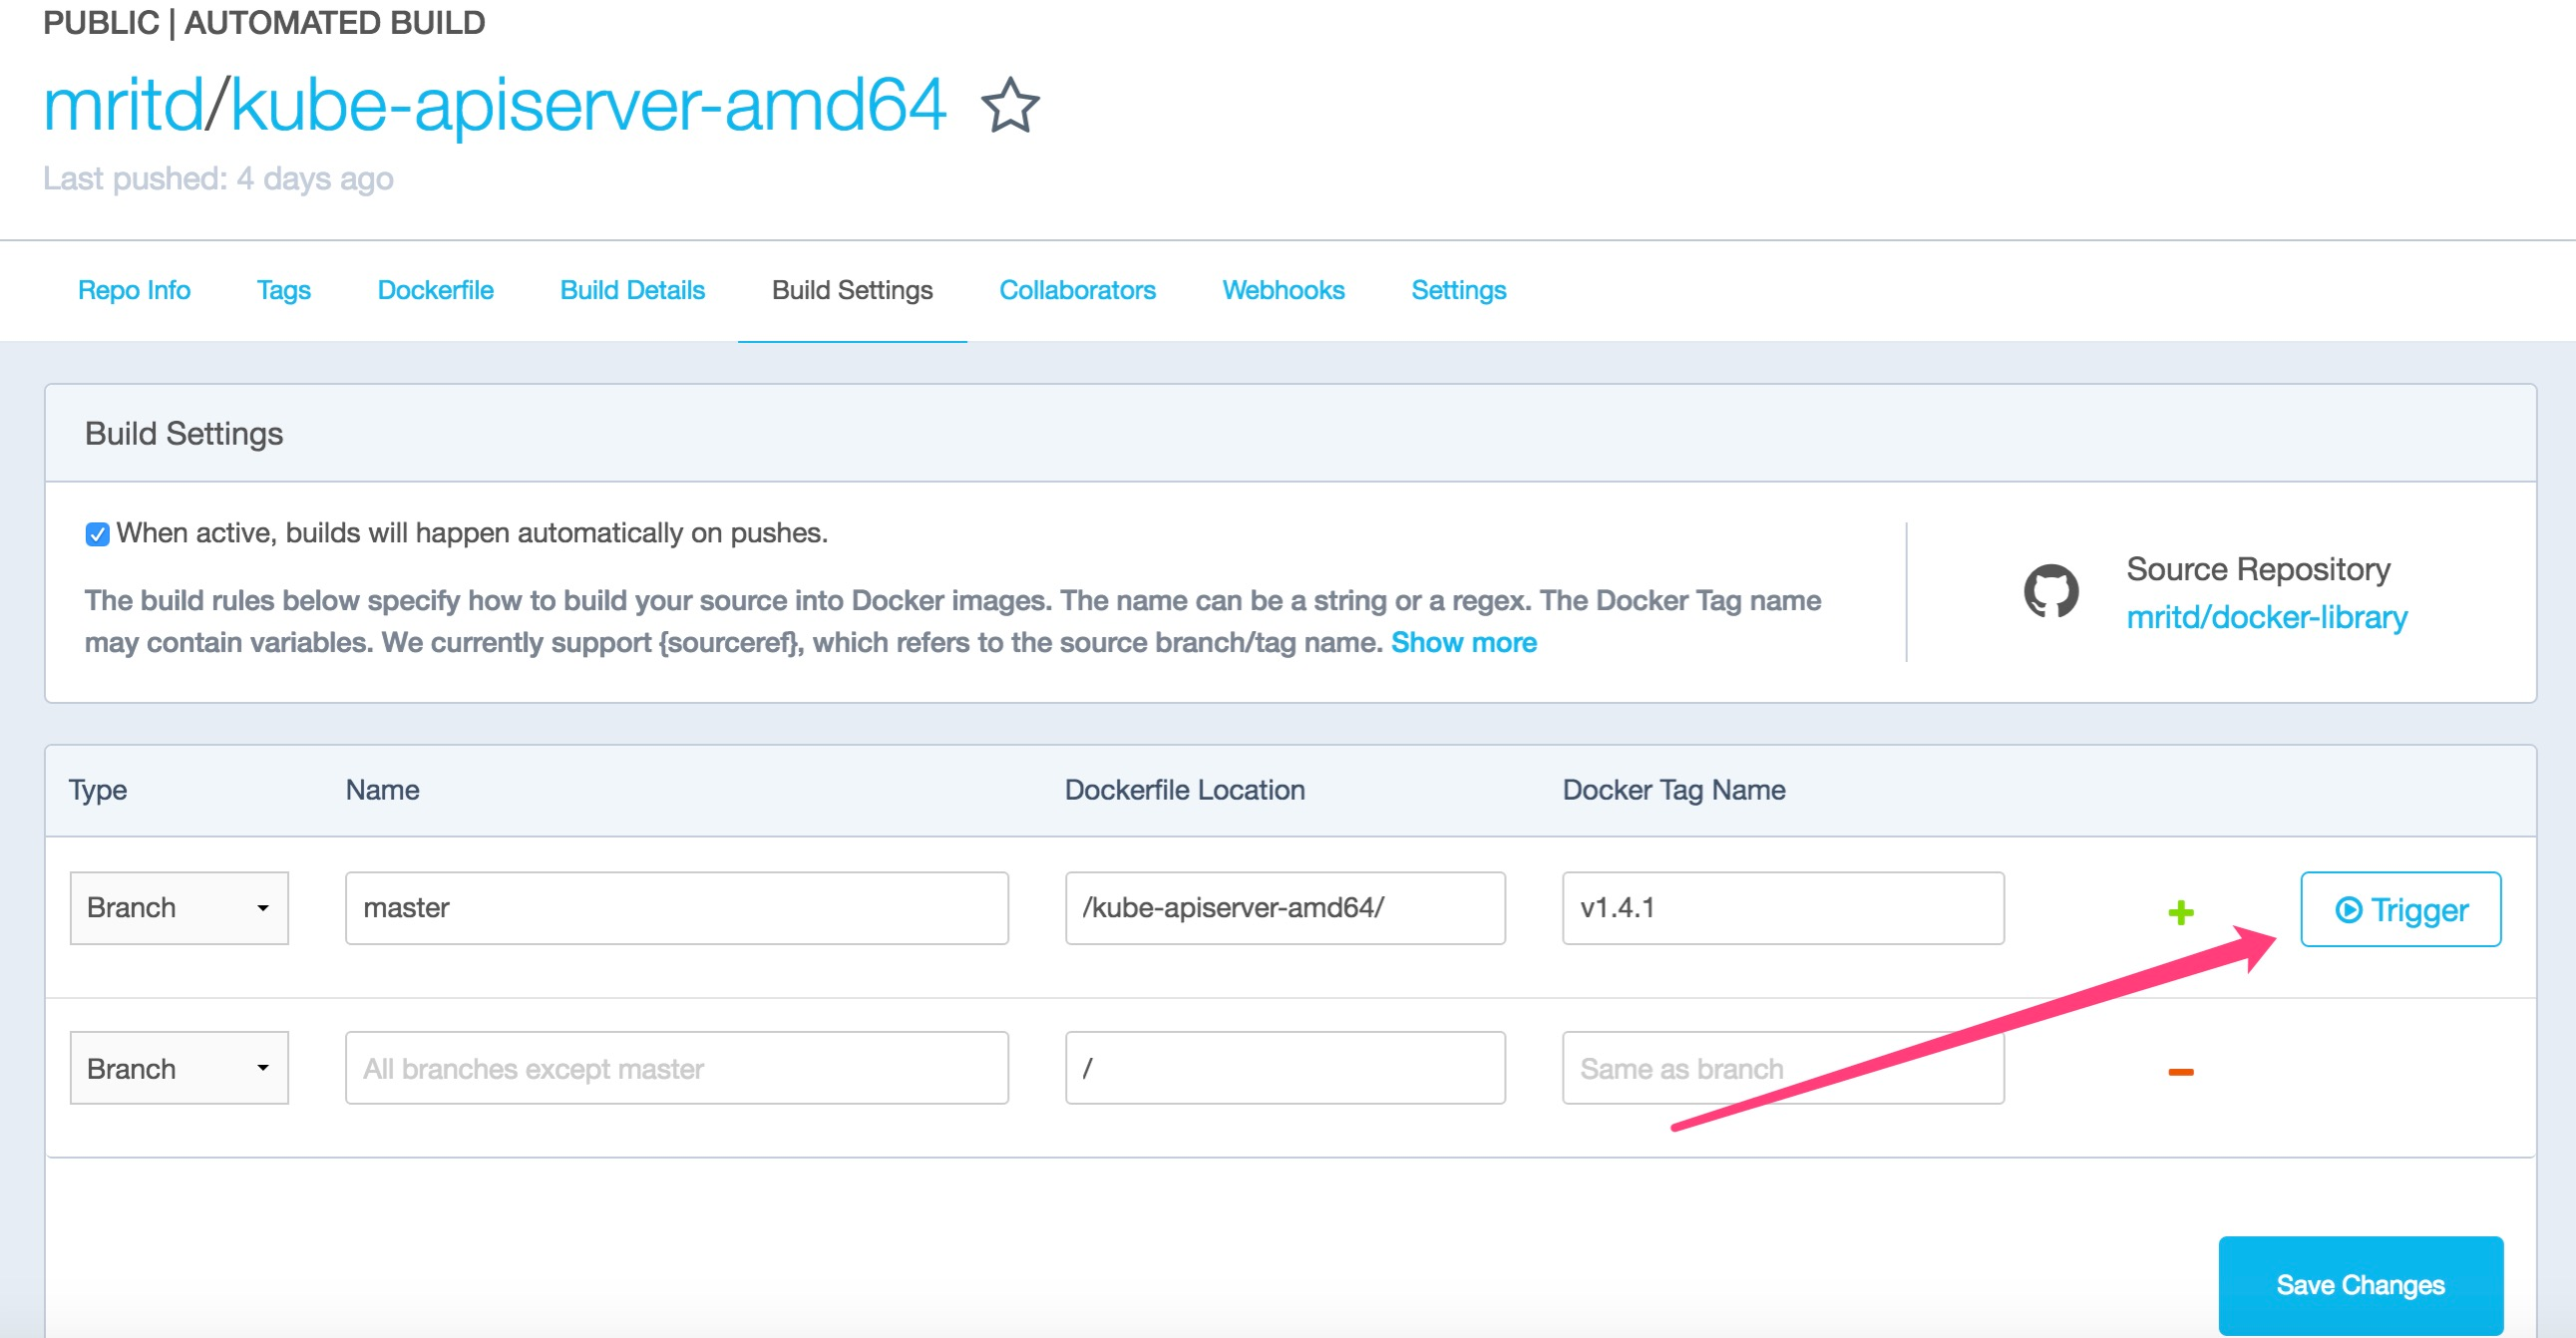 PUBLIC | AUTOMATED BUILD
mritd/kube-apiserver-amd64
Last pushed: 4 days ago
Repo Info Tags Dockerfile Build Details Build Settings Collaborators Webhooks Settings
Build Settings
When active, builds will happen automatically on pushes.
The build rules below specify how to build your source into Docker images. The name can be a string or a regex. The Docker Tag name
may contain variables. We currently support {sourceref}, which refers to the source branch/tag name. Show more
Source Repository
mritd/docker-library
Type Name Dockerfile Location Docker Tag Name
Branch master /kube-apiserver-amd64/ v1.4.1 Trigger
Branch All branches except master / Same as branch
Save Changes